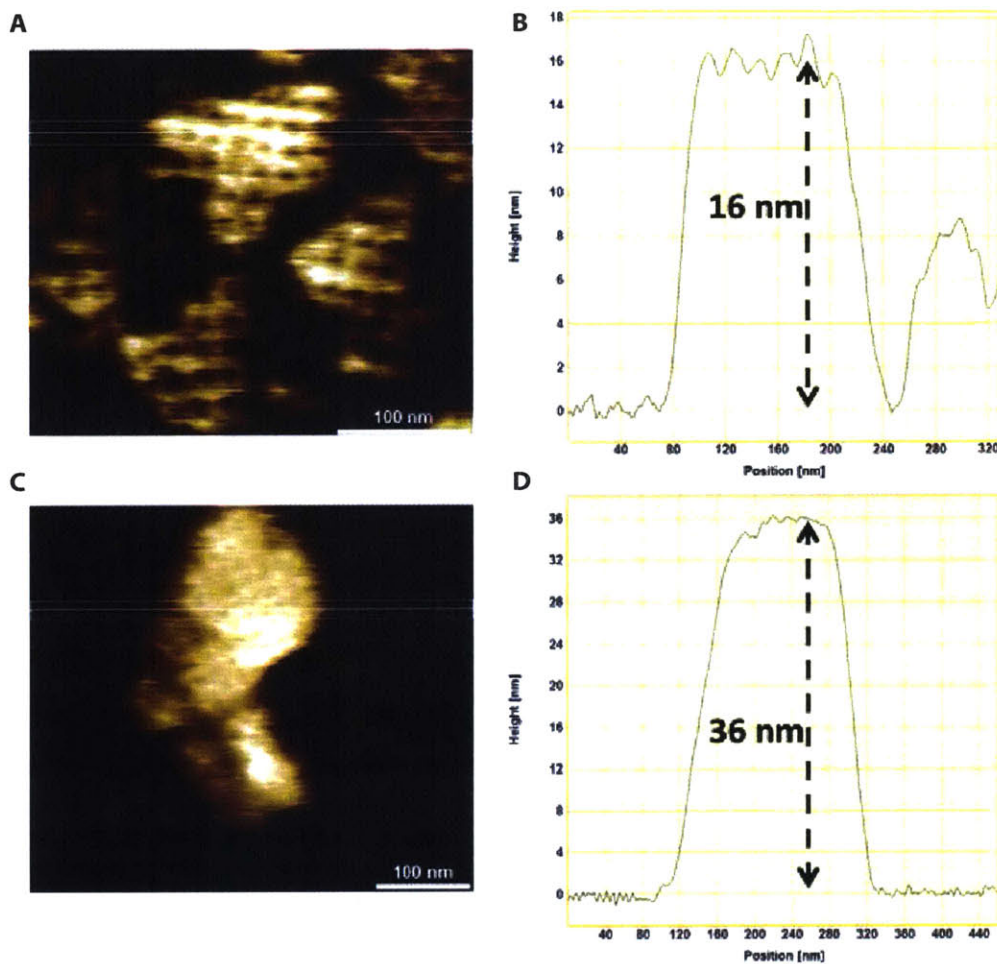 A
100 nm
B
Height [nm]
18
16
14
12
10
8
6
4
2
0
16 nm
40 80 120 160 200 240 280 320
Position [nm]
C
100 nm
D
Height [nm]
36
32
28
24
20
16
12
8
4
0
36 nm
40 80 120 160 200 240 280 320 360 400 440
Position [nm]